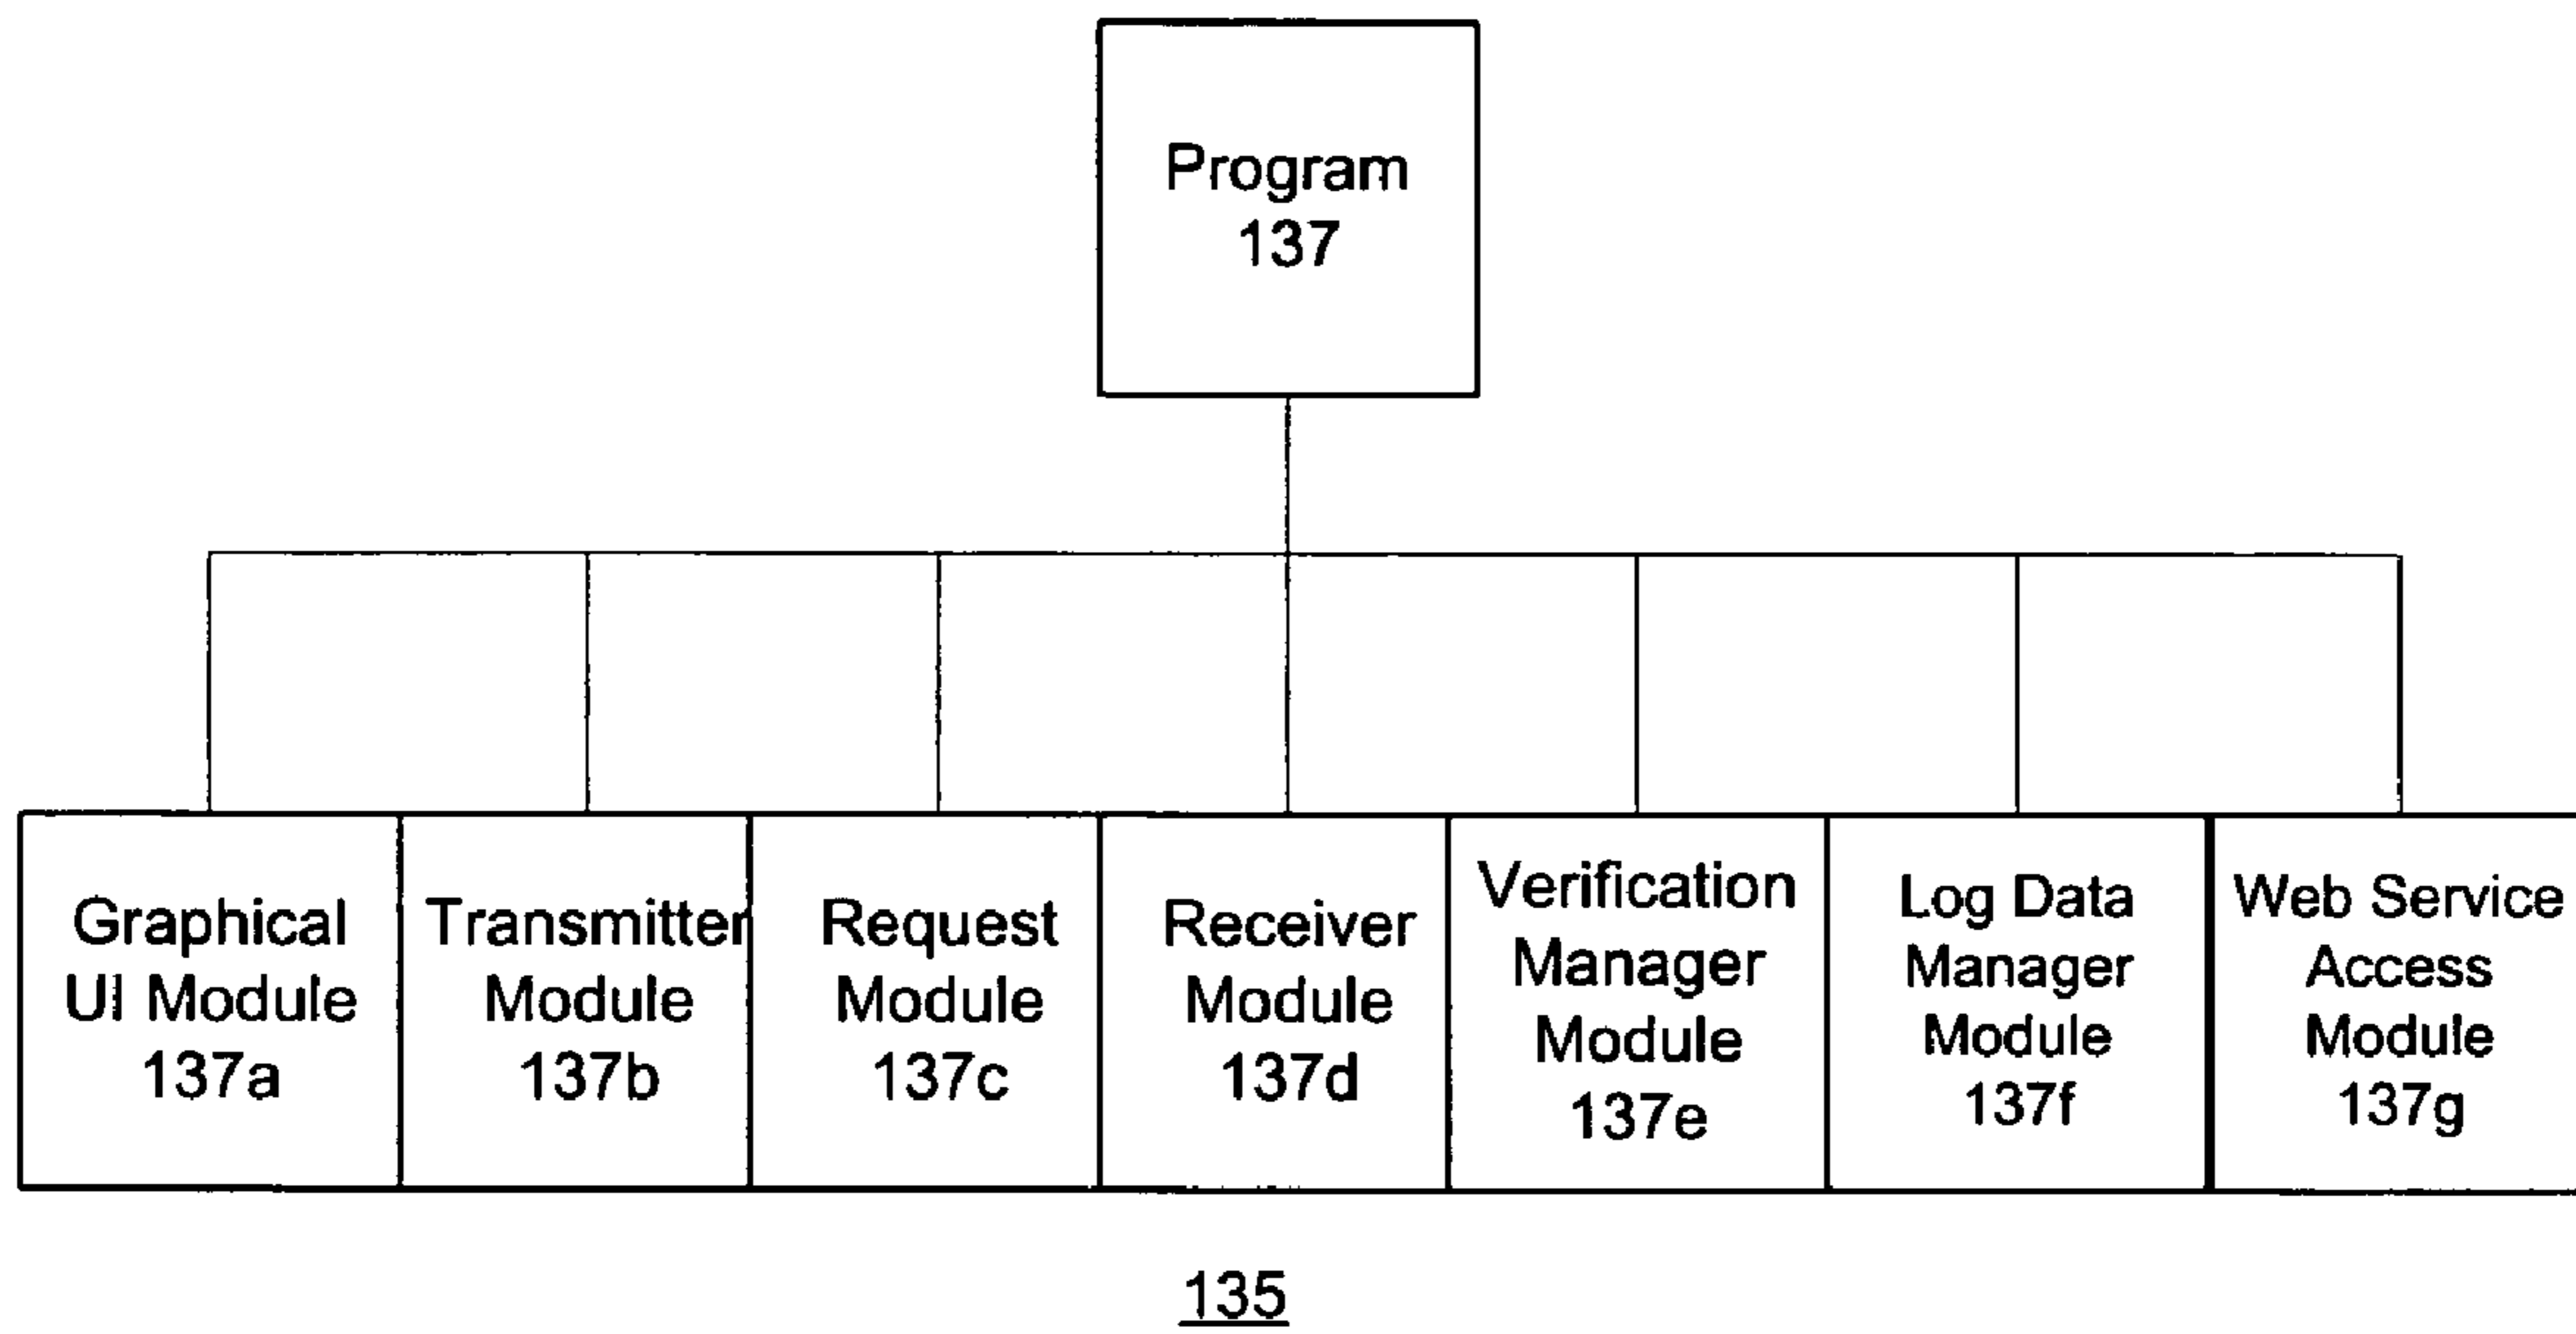 Program
137
Graphical
UI Module
137a
Transmitter
Module
137b
Request
Module
137c
Receiver
Module
137d
Verification
Manager
Module
137e
Log Data
Manager
Module
137f
Web Service
Access
Module
137g
135